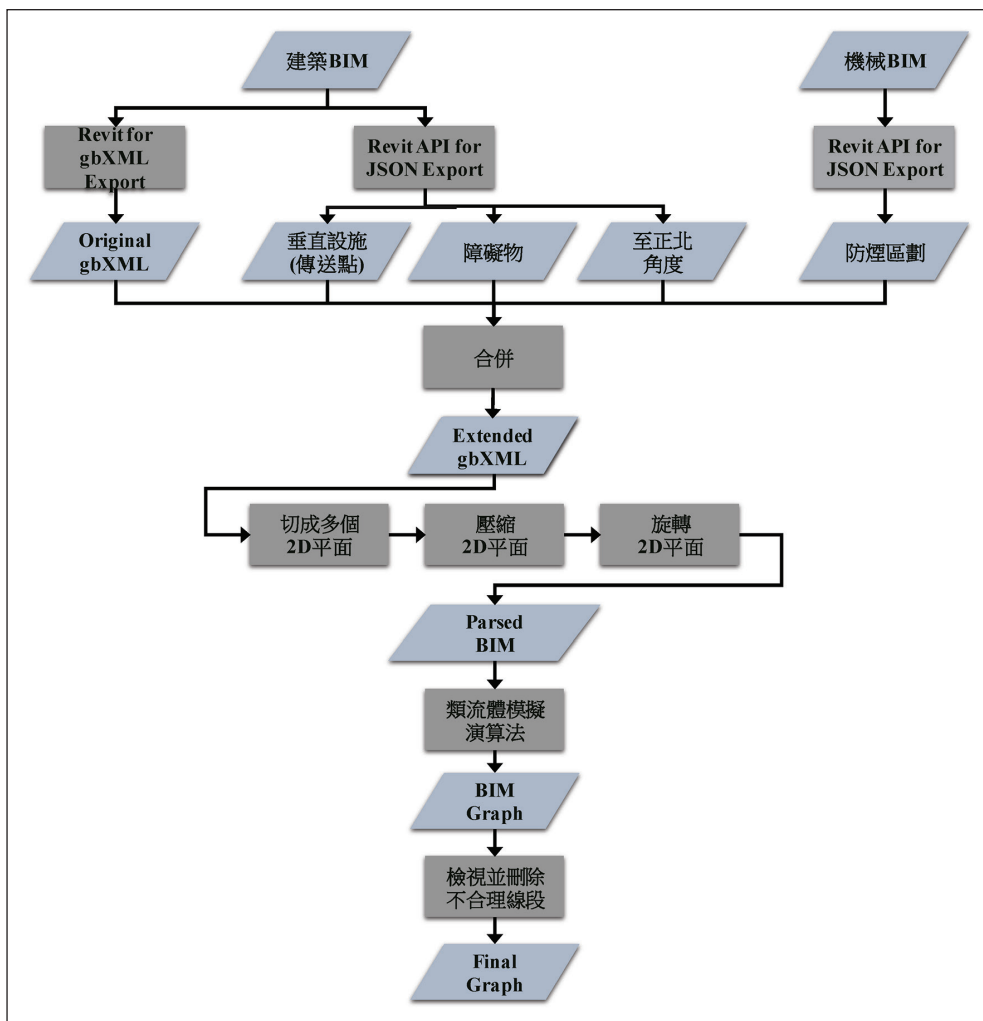 建築BIM
機械BIM
Revit for
gbXML
Export
Revit API for
JSON Export
Revit API for
JSON Export
Original
gbXML
垂直設施
(傳送點)
障礙物
至正北
角度
防煙區劃
合併
Extended
gbXML
切成多個
2D平面
壓縮
2D平面
旋轉
2D平面
Parsed
BIM
類流體模擬
演算法
BIM
Graph
檢視並刪除
不合理線段
Final
Graph